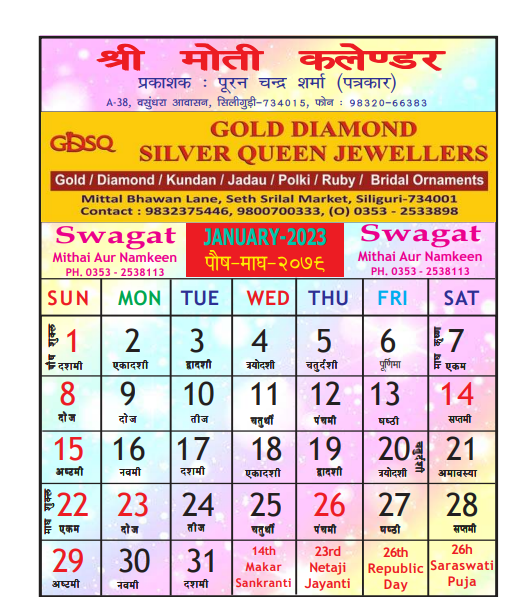 श्री मोती कलेण्डर
प्रकाशक : पूरन चन्द्र शर्मा (पत्रकार)
A-38, वसुंधरा आवासन, सिलीगुड़ी-734015, फोन : 98320-66383
GDSQ
GOLD DIAMOND
SILVER QUEEN JEWELLERS
Gold / Diamond / Kundan / Jadau / Polki / Ruby / Bridal Ornaments
Mittal Bhawan Lane, Seth Srilal Market, Siliguri-734001
Contact : 9832375446, 9800700333, (O) 0353 - 2533898
Swagat
Mithai Aur Namkeen
PH. 0353 - 2538113
JANUARY-2023
पौष-माघ-२०७९
Swagat
Mithai Aur Namkeen
PH. 0353 - 2538113
SUN MON TUE WED THU FRI SAT
पौष शुक्ल 1 2 3 4 5 6 माघ कृष्ण 7
दशमी एकादशी द्वादशी त्रयोदशी चतुर्दशी पूर्णिमा एकम
8 9 10 11 12 13 14
दोज दोज तीज चतुर्थी पंचमी षष्ठी सप्तमी
15 16 17 18 19 20 चतुर्दशी 21
अष्टमी नवमी दशमी एकादशी द्वादशी त्रयोदशी अमावस्या
माघ शुक्ल 22 23 24 25 26 27 28
एकम दोज तीज चतुर्थी पंचमी षष्ठी सप्तमी
29 30 31
अष्टमी नवमी दशमी
14th
Makar
Sankranti
23rd
Netaji
Jayanti
26th
Republic
Day
26h
Saraswati
Puja